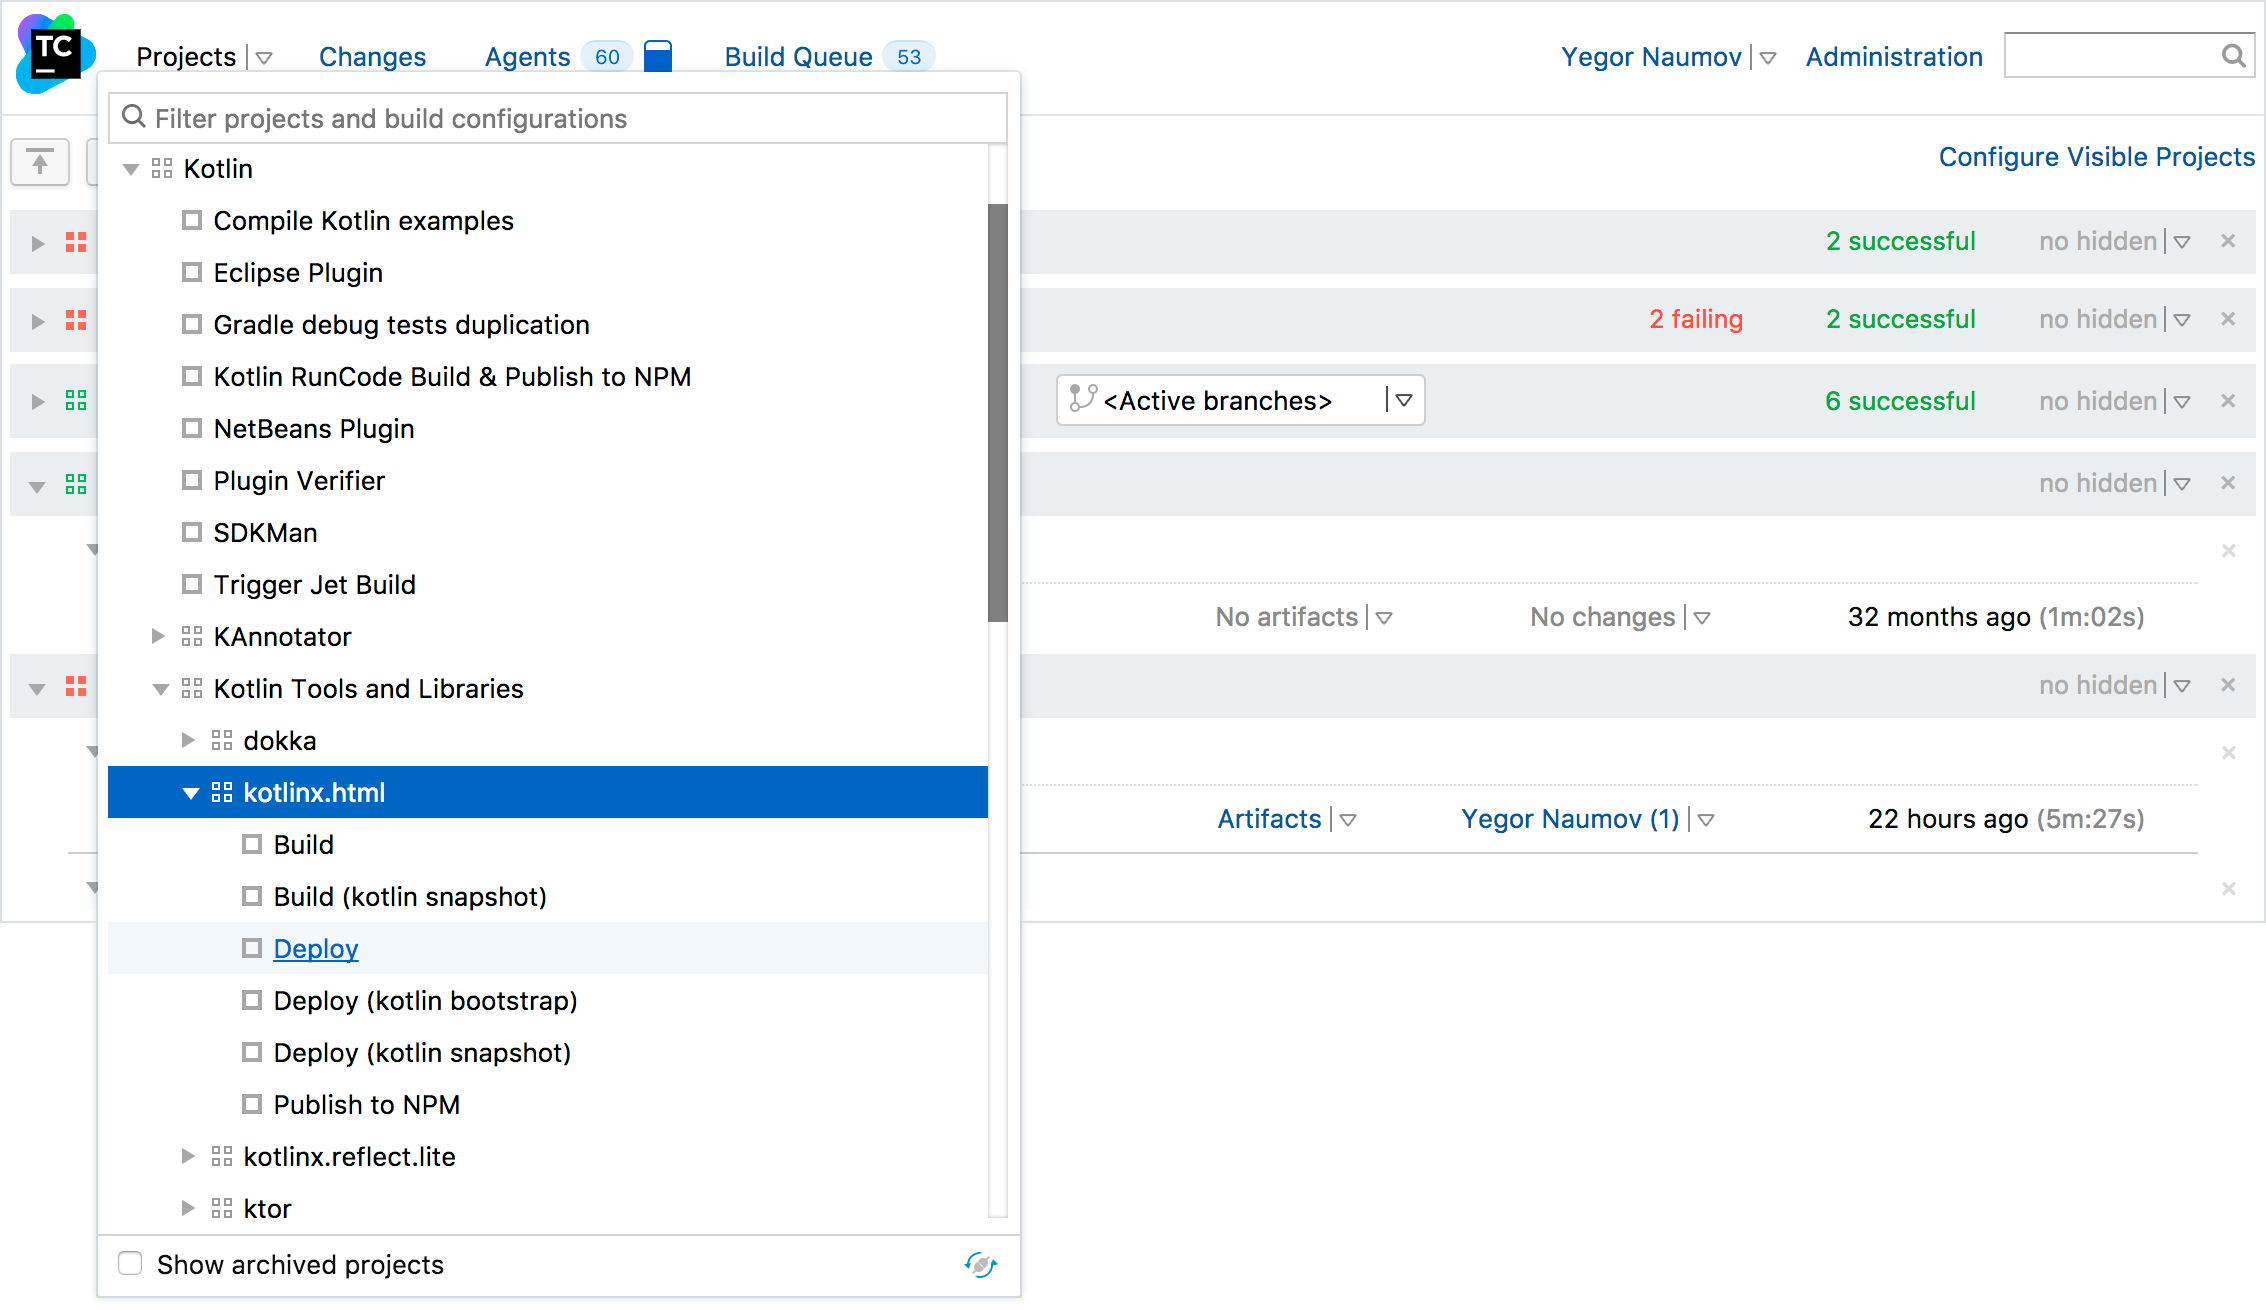 TC
Projects Changes Agents 60 Build Queue 53 Yegor Naumov Administration
Filter projects and build configurations
Configure Visible Projects
Kotlin
Compile Kotlin examples
2 successful no hidden
Eclipse Plugin
Gradle debug tests duplication
2 failing 2 successful no hidden
Kotlin RunCode Build & Publish to NPM
<Active branches> 6 successful no hidden
NetBeans Plugin
Plugin Verifier
no hidden
SDKMan
Trigger Jet Build
KAnnotator
No artifacts No changes 32 months ago (1m:02s)
Kotlin Tools and Libraries
no hidden
dokka
kotlinx.html
Artifacts Yegor Naumov (1) 22 hours ago (5m:27s)
Build
Build (kotlin snapshot)
Deploy
Deploy (kotlin bootstrap)
Deploy (kotlin snapshot)
Publish to NPM
kotlinx.reflect.lite
ktor
Show archived projects